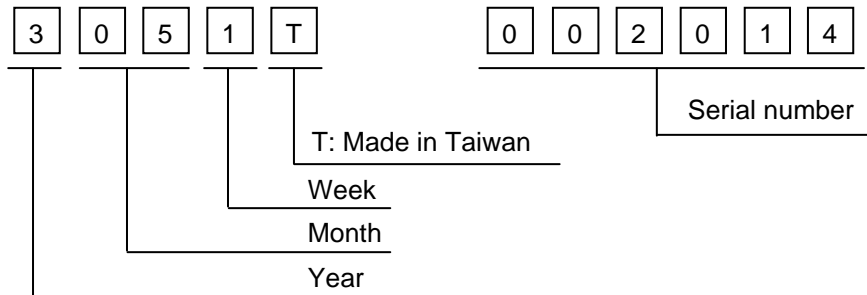 3 0 5 1 T 0 0 2 0 1 4
Serial number
T: Made in Taiwan
Week
Month
Year